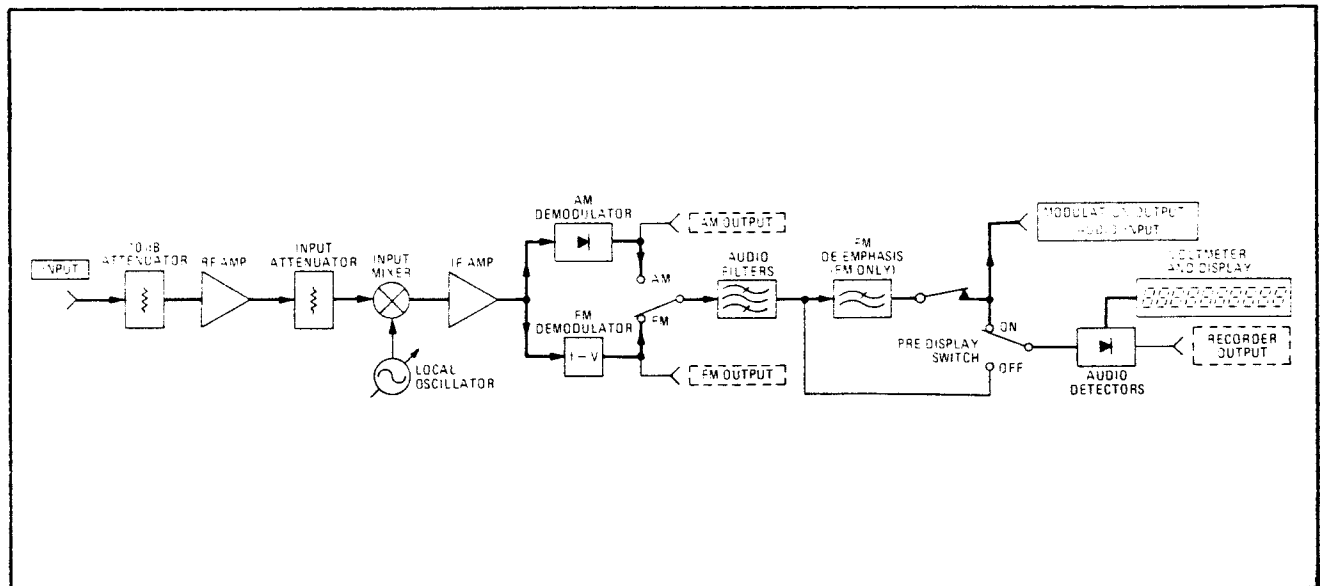 INPUT
10 dB
ATTENUATOR
RF AMP
INPUT
ATTENUATOR
INPUT
MIXER
LOCAL
OSCILLATOR
IF AMP
AM
DEMODULATOR
AM OUTPUT
AM
FM
FM
DEMODULATOR
FM OUTPUT
AUDIO
FILTERS
FM
DE EMPHASIS
(FM ONLY)
PRE DISPLAY
SWITCH
ON
OFF
MODULATION OUTPUT
AUDIO INPUT
VOLTMETER
AND DISPLAY
AUDIO
DETECTORS
RECORDER
OUTPUT